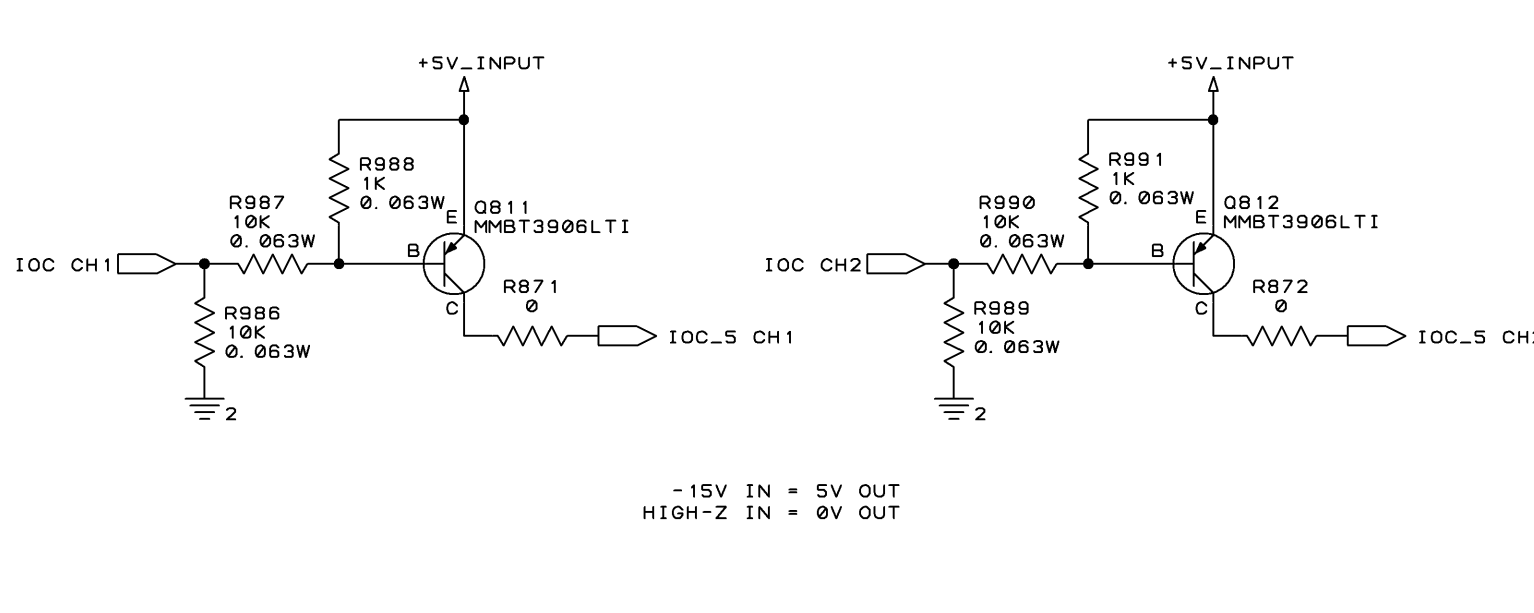 +5V_INPUT
R988
1K
0.063W
R987
10K
0.063W
E
Q811
MMBT3906LTI
B
IOC CH1
C
R871
0
R986
10K
0.063W
IOC_5 CH1
2
+5V_INPUT
R991
1K
0.063W
R990
10K
0.063W
E
Q812
MMBT3906LTI
B
IOC CH2
C
R872
0
R989
10K
0.063W
IOC_5
2
-15V IN = 5V OUT
HIGH-Z IN = 0V OUT